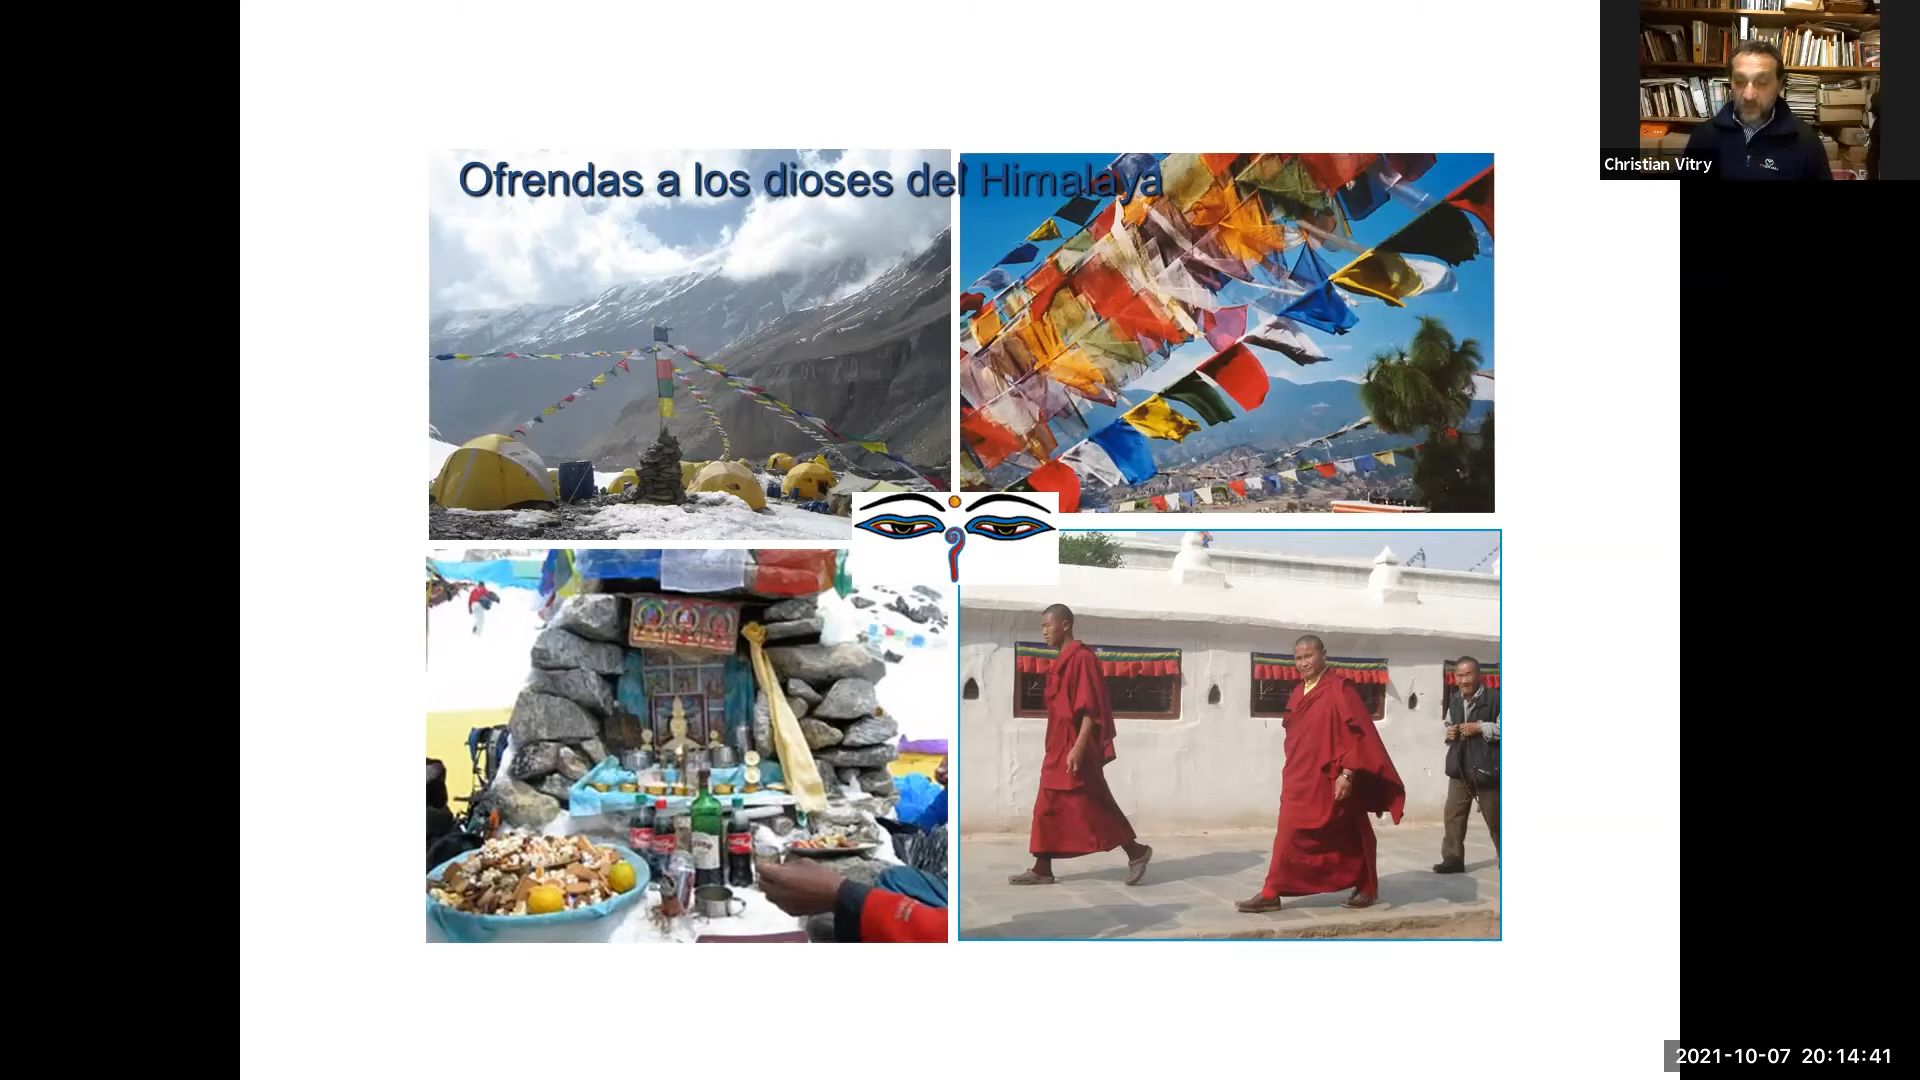 Ofrendas a los dioses del Himalaya
Christian Vitry
2021-10-07 20:14:41